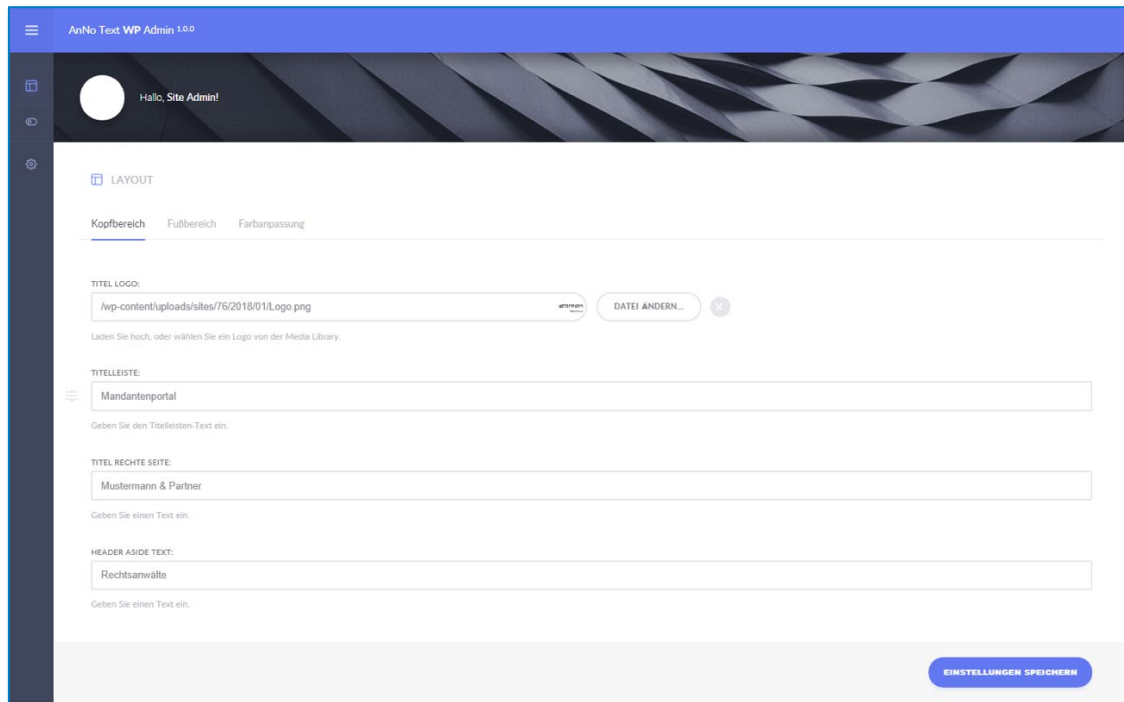 AnNo Text WP Admin 1.0.0
Hallo, Site Admin!
LAYOUT
Kopfbereich Fußbereich Farbanpassung
TITEL LOGO:
/wp-content/uploads/sites/76/2018/01/Logo.png DATEI ÄNDERN...
Laden Sie hoch, oder wählen Sie ein Logo von der Media Library.
TITELLEISTE:
Mandantenportal
Geben Sie den Titelleisten-Text ein.
TITEL RECHTE SEITE:
Mustermann & Partner
Geben Sie einen Text ein.
HEADER ASIDE TEXT:
Rechtsanwälte
Geben Sie einen Text ein.
EINSTELLUNGEN SPEICHERN